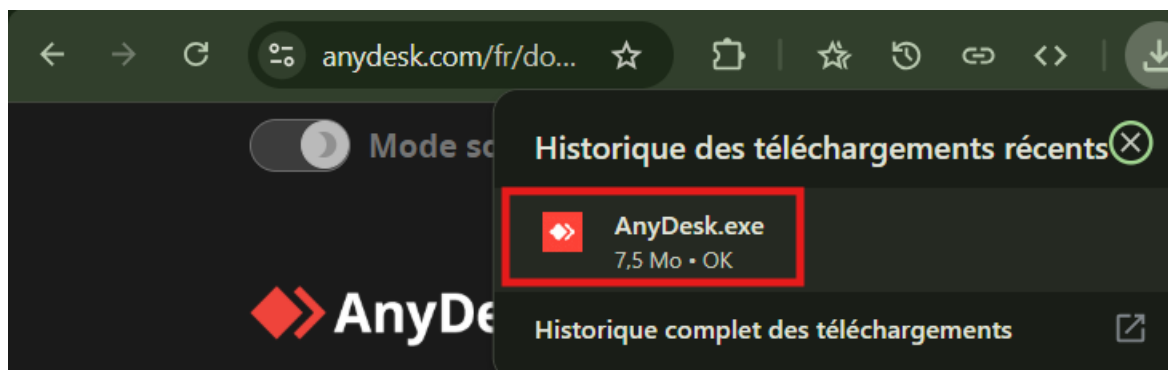 anydesk.com/fr/do...
Mode so
Historique des téléchargements récents
AnyDesk.exe
7,5 Mo • OK
AnyDe
Historique complet des téléchargements